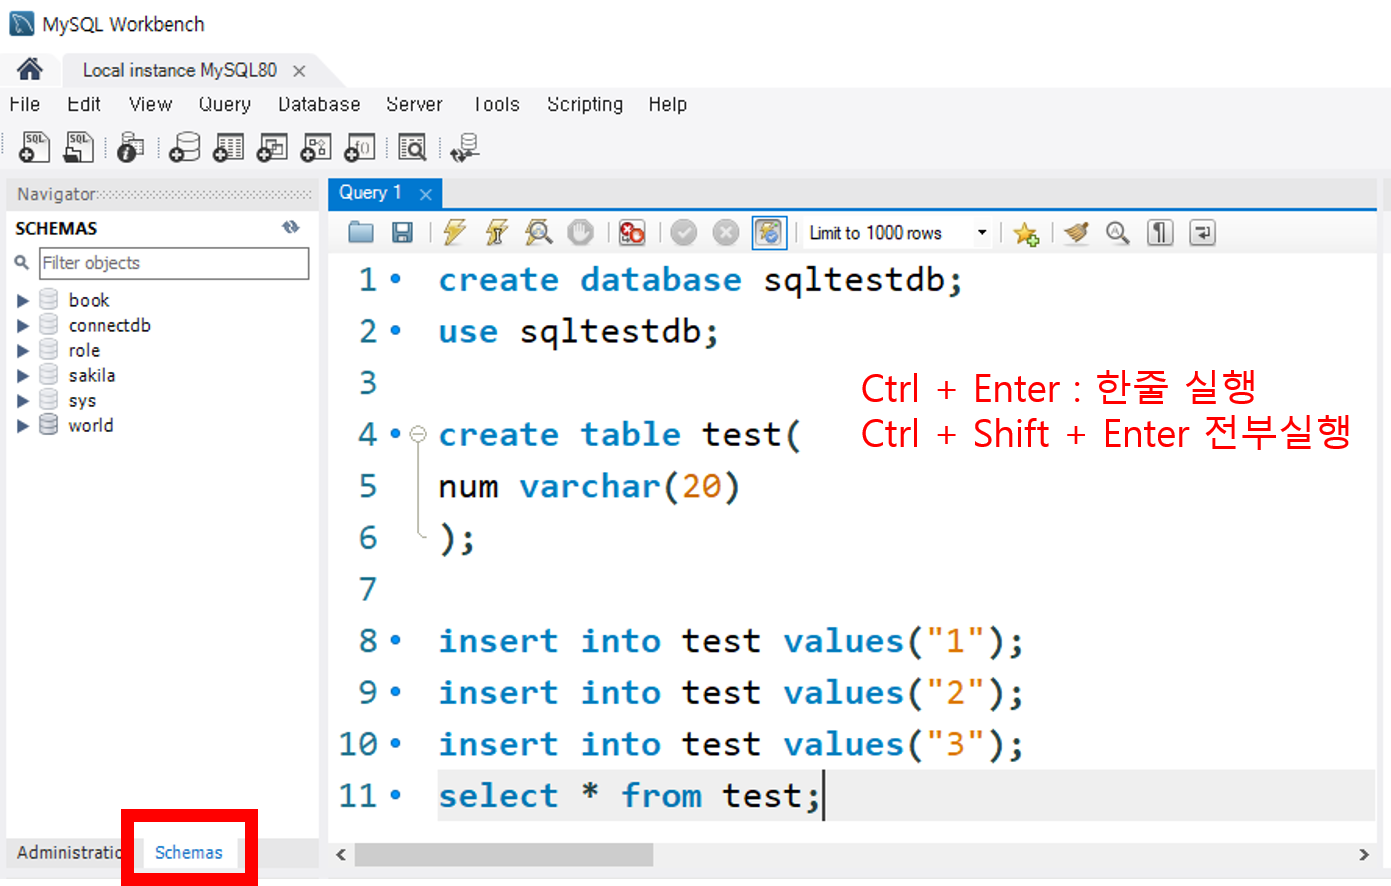 MySQL Workbench
Local instance MySQL80
File Edit View Query Database Server Tools Scripting Help
Navigator
SCHEMAS
Filter objects
book
connectdb
role
sakila
sys
world
Administratio
Schemas
Query 1
Limit to 1000 rows
1 create database sqltestdb;
2 use sqltestdb;
3
4 create table test(
5 num varchar(20)
6 );
7
8 insert into test values("1");
9 insert into test values("2");
10 insert into test values("3");
11 select * from test;
Ctrl + Enter : 한줄 실행
Ctrl + Shift + Enter 전부실행